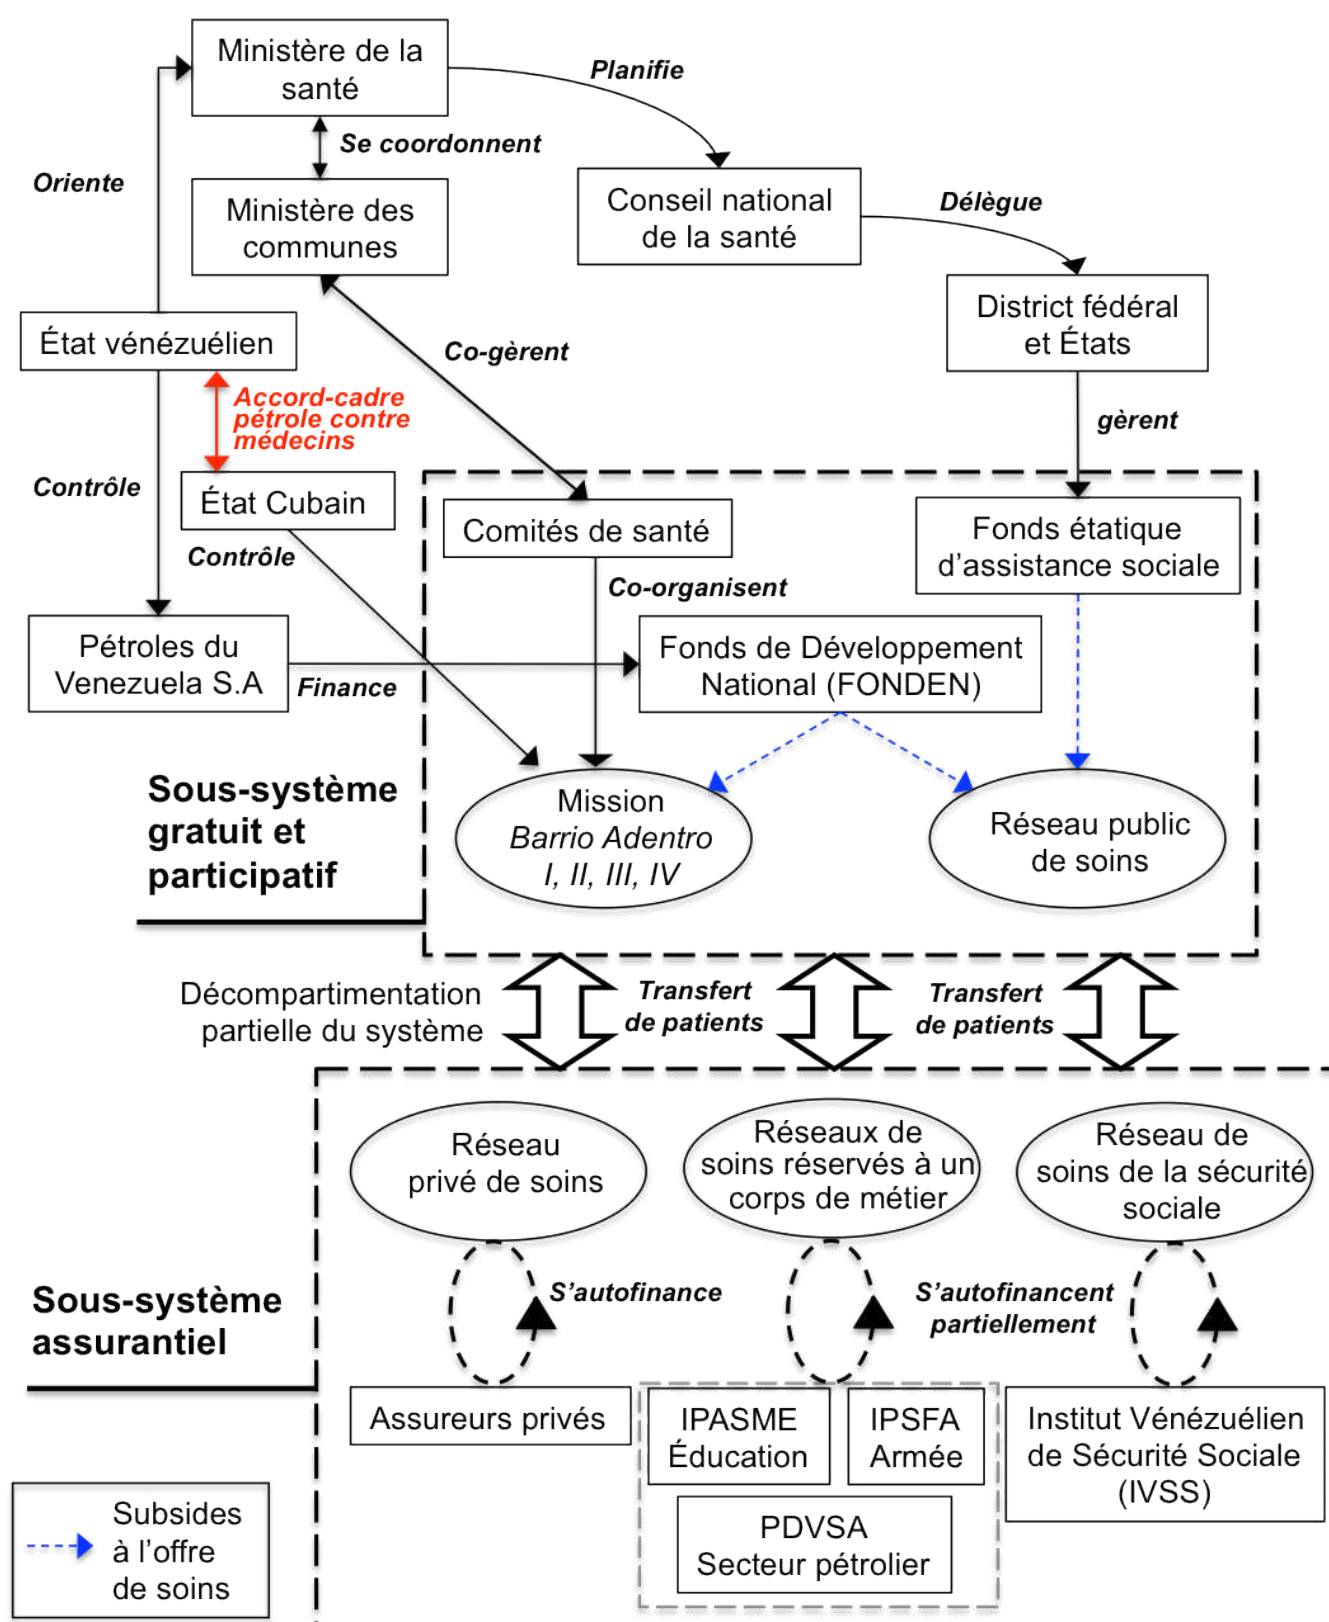 Ministère de la
santé
Planifie
Se coordonnent
Oriente
Ministère des
communes
Conseil national
de la santé
Délègue
District fédéral
et États
État vénézuélien
Co-gèrent
Accord-cadre
pétrole contre
médecins
gèrent
Contrôle
État Cubain
Contrôle
Comités de santé
Fonds étatique
d’assistance sociale
Co-organisent
Pétroles du
Venezuela S.A
Finance
Fonds de Développement
National (FONDEN)
Sous-système
gratuit et
participatif
Mission
Barrio Adentro
I, II, III, IV
Réseau public
de soins
Décompartimentation
partielle du système
Transfert
de patients
Transfert
de patients
Réseau
privé de soins
Réseaux de
soins réservés à un
corps de métier
Réseau de
soins de la sécurité
sociale
Sous-système
assurantiel
S’autofinance
S’autofinancent
partiellement
Assureurs privés
IPASME
Éducation
IPSFA
Armée
PDVSA
Secteur pétrolier
Institut Vénézuélien
de Sécurité Sociale
(IVSS)
Subsides
à l’offre
de soins